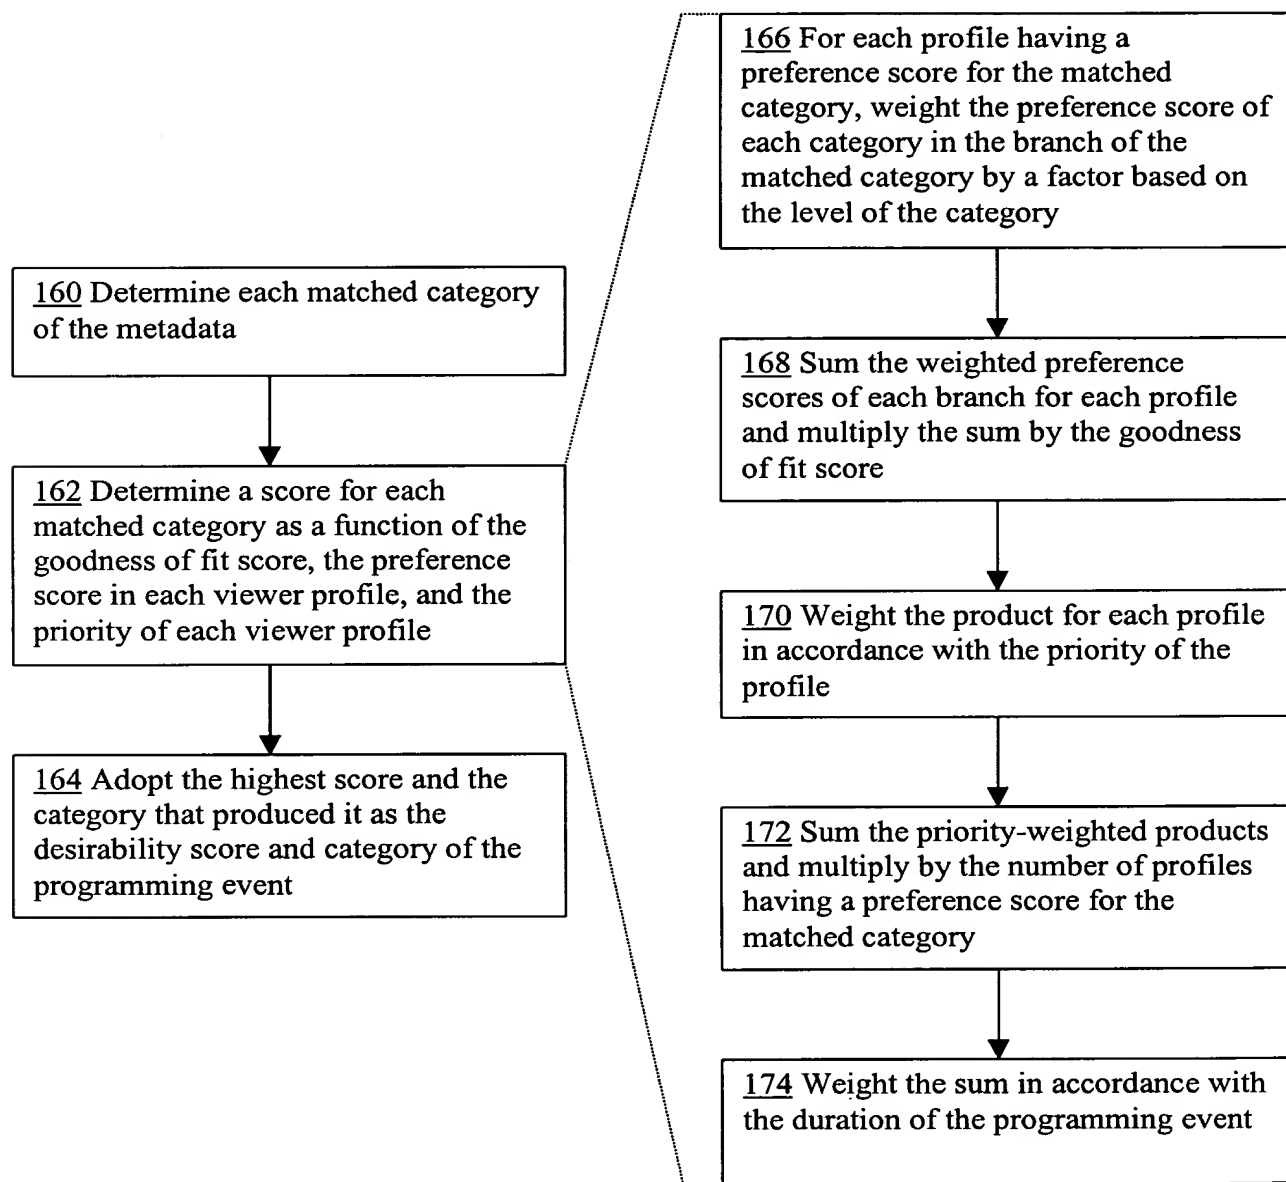 160 Determine each matched category
of the metadata
162 Determine a score for each
matched category as a function of the
goodness of fit score, the preference
score in each viewer profile, and the
priority of each viewer profile
164 Adopt the highest score and the
category that produced it as the
desirability score and category of the
programming event
166 For each profile having a
preference score for the matched
category, weight the preference score of
each category in the branch of the
matched category by a factor based on
the level of the category
168 Sum the weighted preference
scores of each branch for each profile
and multiply the sum by the goodness
of fit score
170 Weight the product for each profile
in accordance with the priority of the
profile
172 Sum the priority-weighted products
and multiply by the number of profiles
having a preference score for the
matched category
174 Weight the sum in accordance with
the duration of the programming event